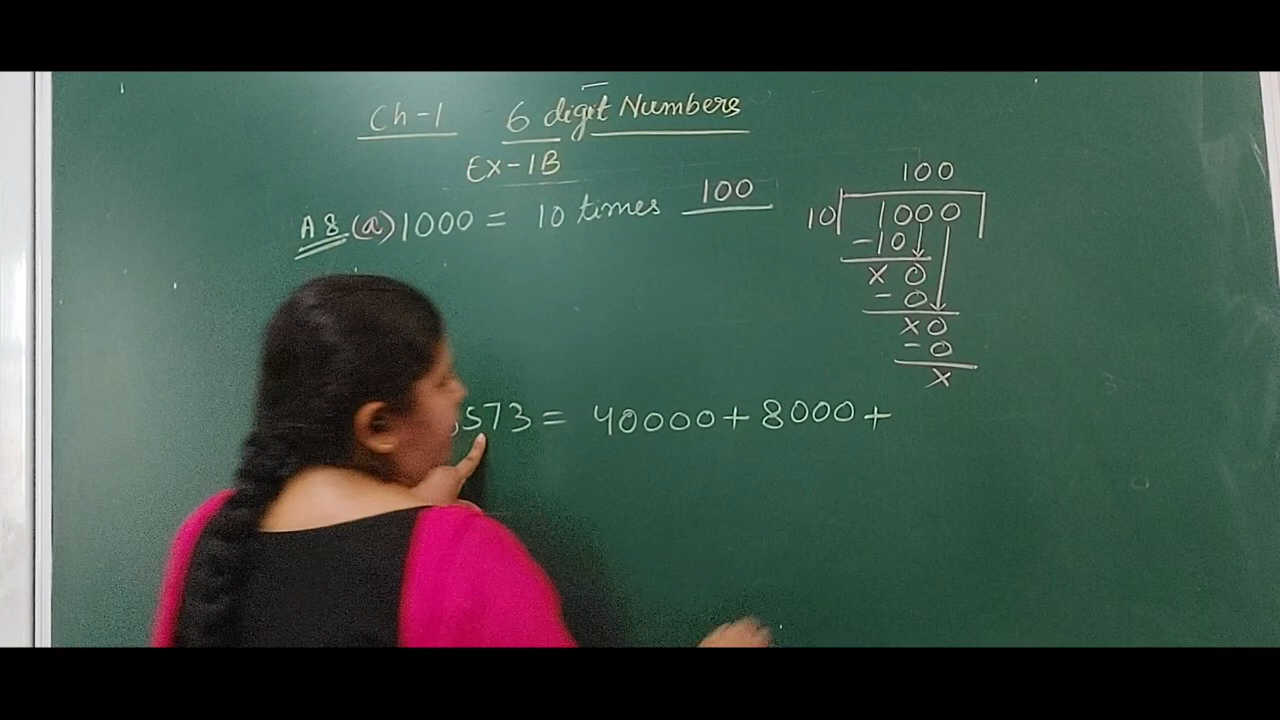 Ch-1 6 digit Numbers
Ex-1B
A8 (a) 1000 = 10 times 100
100
10 1000
-10
x 0
- 0
x 0
- 0
x
,573 = 40000 + 8000 +